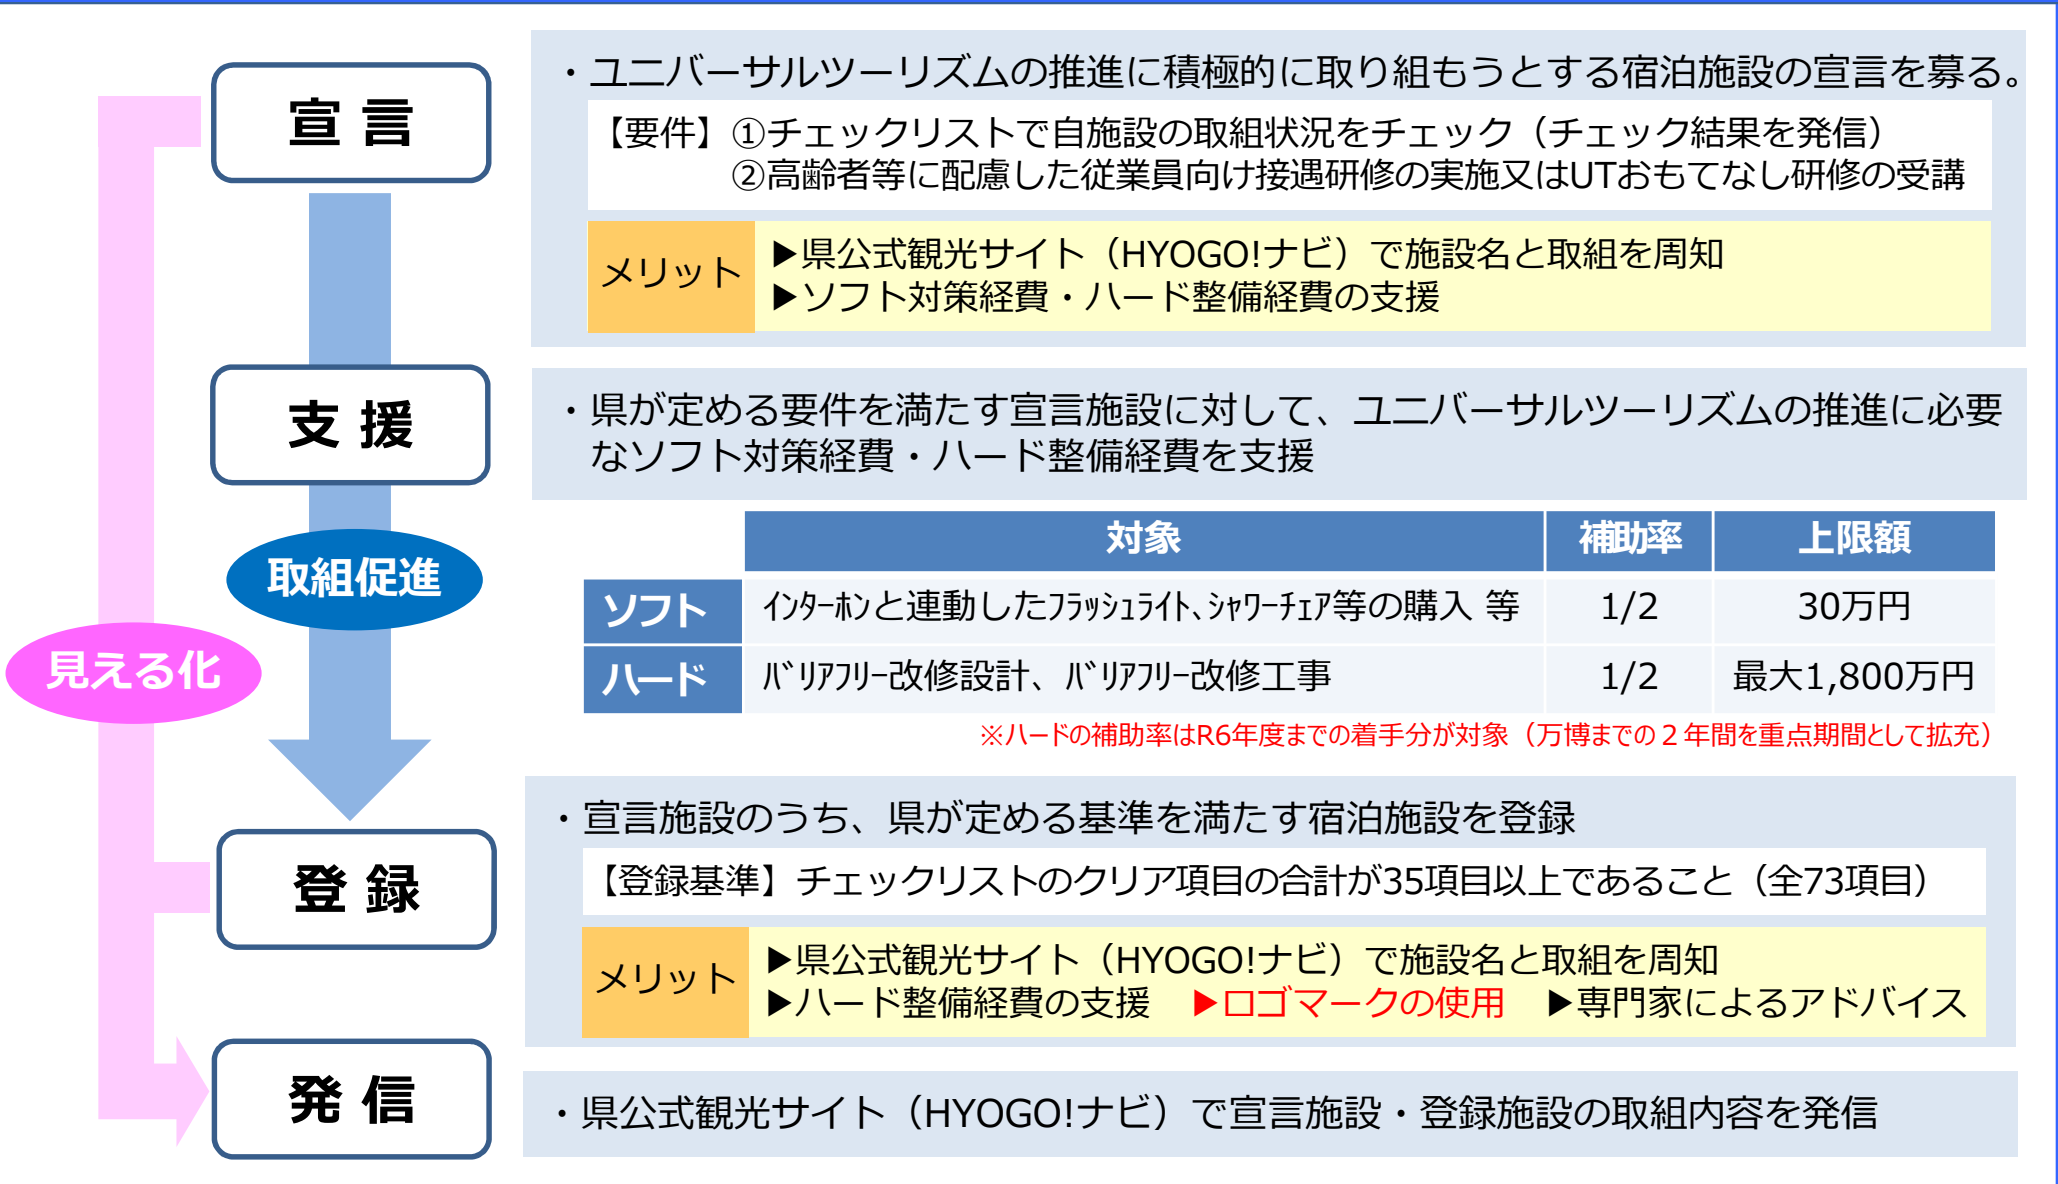 宣言
・ユニバーサルツーリズムの推進に積極的に取り組もうとする宿泊施設の宣言を募る。
【要件】①チェックリストで自施設の取組状況をチェック（チェック結果を発信）
②高齢者等に配慮した従業員向け接遇研修の実施又はUTおもてなし研修の受講
メリット
▶県公式観光サイト（HYOGO!ナビ）で施設名と取組を周知
▶ソフト対策経費・ハード整備経費の支援
支援
・県が定める要件を満たす宣言施設に対して、ユニバーサルツーリズムの推進に必要
なソフト対策経費・ハード整備経費を支援
取組促進
見える化
対象 補助率 上限額
ソフト ｲﾝﾀｰﾎﾝと連動したﾌﾗｯｼｭﾗｲﾄ､ｼｬﾜｰﾁｪｱ等の購入 等 1/2 30万円
ハード ﾊﾞﾘｱﾌﾘｰ改修設計、ﾊﾞﾘｱﾌﾘｰ改修工事 1/2 最大1,800万円
※ハードの補助率はR6年度までの着手分が対象（万博までの２年間を重点期間として拡充）
登録
・宣言施設のうち、県が定める基準を満たす宿泊施設を登録
【登録基準】チェックリストのクリア項目の合計が35項目以上であること（全73項目）
メリット
▶県公式観光サイト（HYOGO!ナビ）で施設名と取組を周知
▶ハード整備経費の支援 ▶ロゴマークの使用 ▶専門家によるアドバイス
発信
・県公式観光サイト（HYOGO!ナビ）で宣言施設・登録施設の取組内容を発信